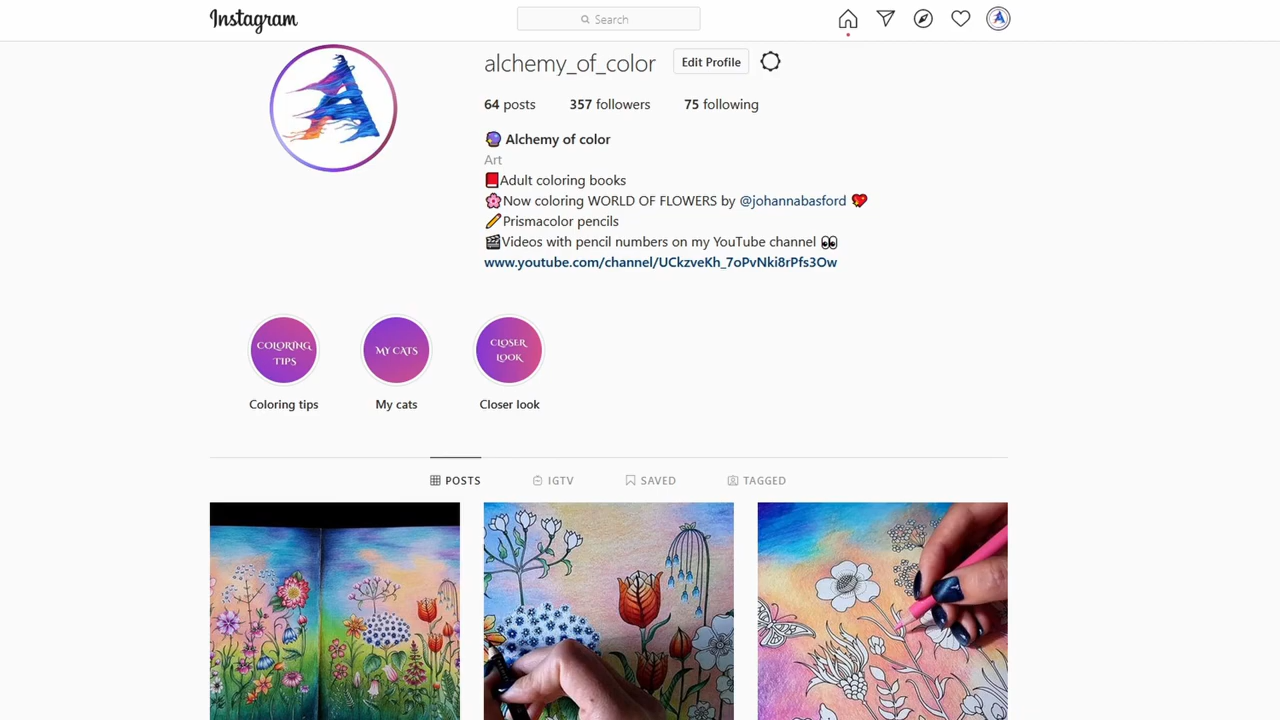 Instagram
Search
alchemy_of_color
Edit Profile
64 posts 357 followers 75 following
🔮 Alchemy of color
Art
📕Adult coloring books
🌸Now coloring WORLD OF FLOWERS by @johannabasford 💖
✏️Prismacolor pencils
🎬Videos with pencil numbers on my YouTube channel 👀
www.youtube.com/channel/UCkzveKh_7oPvNki8rPfs3Ow
COLORING
TIPS
MY CATS
CLOSER
LOOK
Coloring tips My cats Closer look
POSTS IGTV SAVED TAGGED